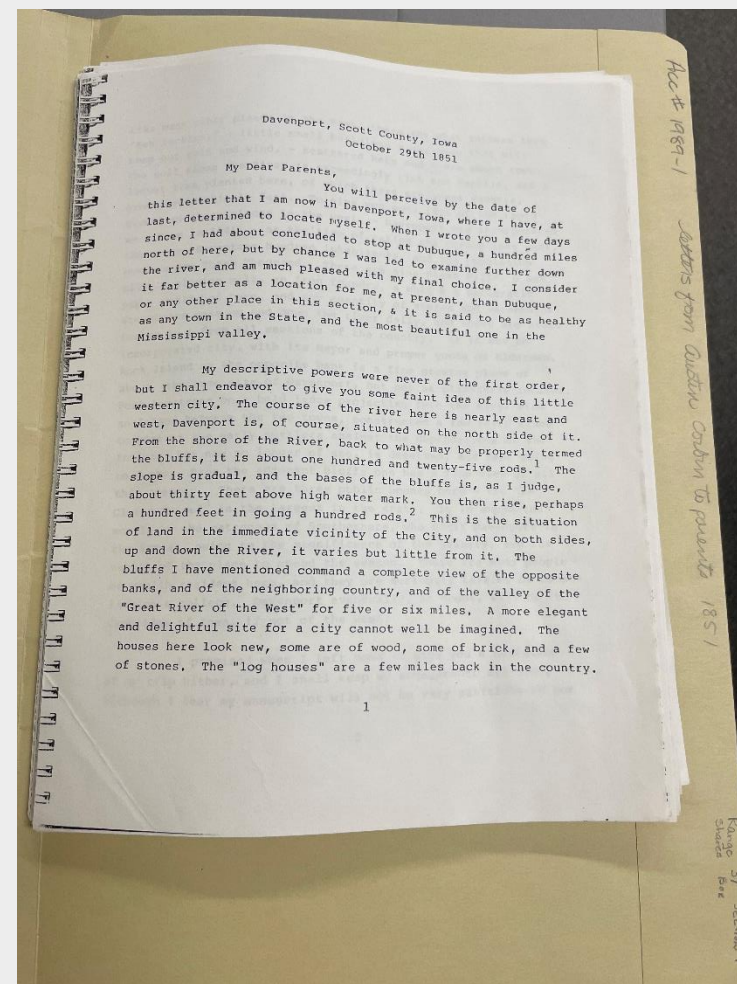 Davenport, Scott County, Iowa
October 29th 1851
My Dear Parents,
You will perceive by the date of
this letter that I am now in Davenport, Iowa, where I have, at
last, determined to locate myself. When I wrote you a few days
since, I had about concluded to stop at Dubuque, a hundred miles
north of here, but by chance I was led to examine further down
the river, and am much pleased with my final choice. I consider
it far better as a location for me, at present, than Dubuque,
or any other place in this section, & it is said to be as healthy
as any town in the State, and the most beautiful one in the
Mississippi valley.
My descriptive powers were never of the first order,
but I shall endeavor to give you some faint idea of this little
western city. The course of the river here is nearly east and
west, Davenport is, of course, situated on the north side of it.
From the shore of the River, back to what may be properly termed
the bluffs, it is about one hundred and twenty-five rods.1 The
slope is gradual, and the bases of the bluffs is, as I judge,
about thirty feet above high water mark. You then rise, perhaps
a hundred feet in going a hundred rods.2 This is the situation
of land in the immediate vicinity of the City, and on both sides,
up and down the River, it varies but little from it. The
bluffs I have mentioned command a complete view of the opposite
banks, and of the neighboring country, and of the valley of the
"Great River of the West" for five or six miles. A more elegant
and delightful site for a city cannot well be imagined. The
houses here look new, some are of wood, some of brick, and a few
of stones. The "log houses" are a few miles back in the country.
1
Acc # 1989-1 letters from Austin Corbin to parents 1851
Range 51
Shares Box